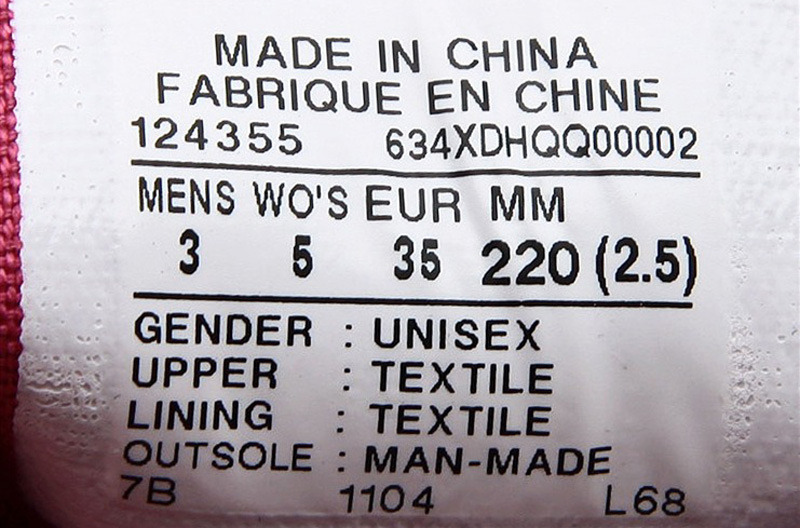 MADE IN CHINA
FABRIQUE EN CHINE
124355 634XDHQQ00002
MENS WO'S EUR MM
3 5 35 220 (2.5)
GENDER : UNISEX
UPPER : TEXTILE
LINING : TEXTILE
OUTSOLE : MAN-MADE
7B 1104 L68